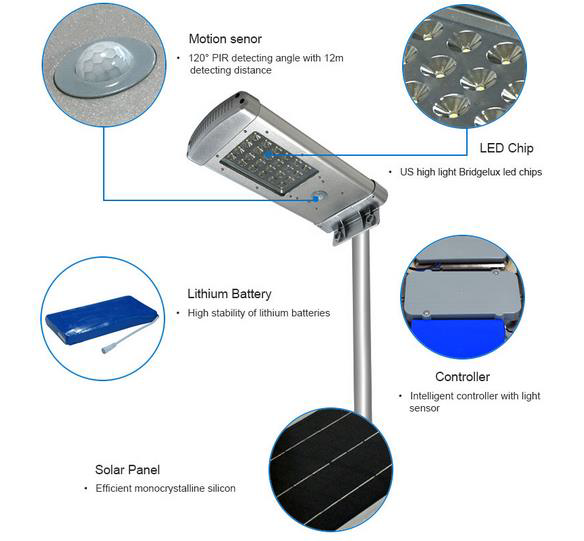 Motion senor
• 120° PIR detecting angle with 12m
detecting distance
LED Chip
• US high light Bridgelux led chips
Lithium Battery
• High stability of lithium batteries
Controller
• Intelligent controller with light
sensor
Solar Panel
• Efficient monocrystalline silicon